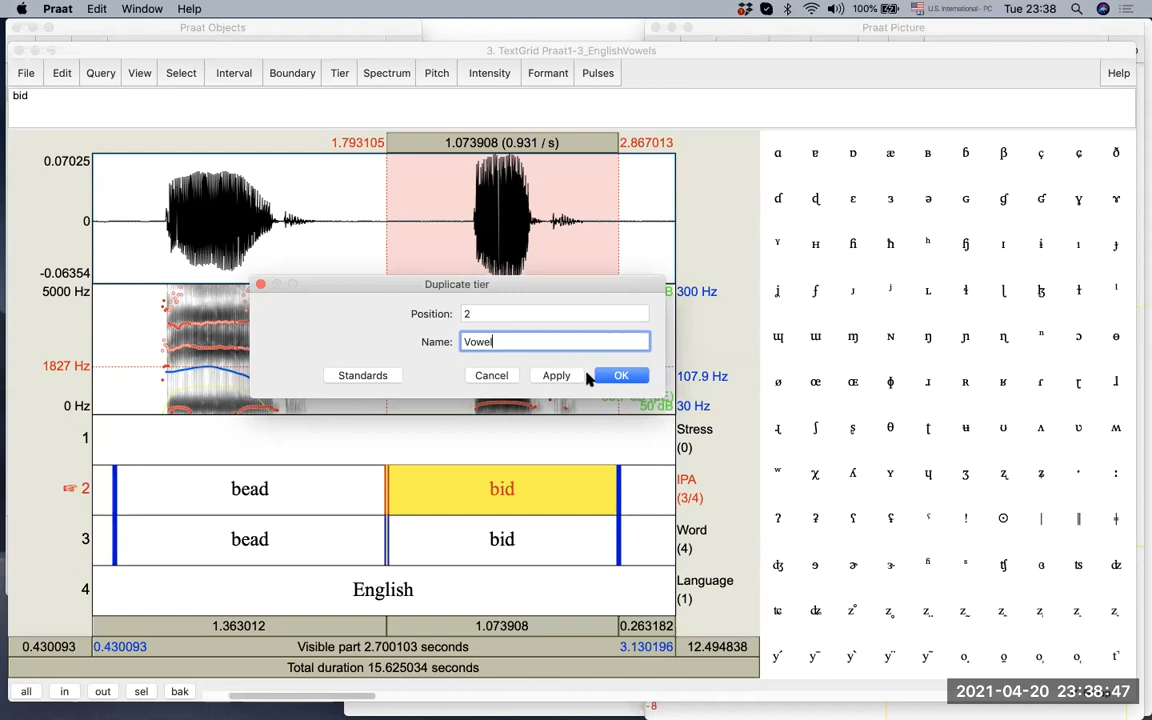 Praat Edit Window Help 100% U.S. International - PC Tue 23:38
Praat Objects
Praat Picture
3. TextGrid Praat1-3_EnglishVowels
File Edit Query View Select Interval Boundary Tier Spectrum Pitch Intensity Formant Pulses Help
bid
1.793105 1.073908 (0.931 / s) 2.867013
0.07025
0
-0.06354
5000 Hz
1827 Hz
0 Hz
300 Hz
107.9 Hz
50 dB 30 Hz
Duplicate tier
Position: 2
Name: Vowel
Standards Cancel Apply OK
1 Stress
(0)
2 bead bid IPA
(3/4)
3 bead bid Word
(4)
4 English Language
(1)
1.363012 1.073908 0.263182
0.430093 0.430093 Visible part 2.700103 seconds 3.130196 12.494838
Total duration 15.625034 seconds
all in out sel bak
ɑ ɐ ɒ æ ʙ ɓ β ç ɕ ð
ɗ ɖ ɛ ɜ ə ɢ ɠ ʛ ɣ ɤ
ˠ ʜ ɦ ħ ʰ ɧ ɪ ɨ ı ɟ
ʝ ʄ ᴊ ʲ ʟ ɬ ɭ ɮ ɫ ˡ
ɰ ɯ ɱ ɴ ŋ ɲ ɳ ⁿ ɔ ɵ
ø œ ɶ ɸ ɹ ʀ ʁ ɾ ɽ ɺ
ɻ ʃ ʂ θ ʈ ʉ ʊ ʌ ʋ ʍ
ʷ χ ʎ ʏ ɥ ʒ ʐ ʑ
ʔ ʡ ʕ ʢ ˤ ! ʘ ǀ ǁ ǂ
-8
2021-04-20 23:38:47